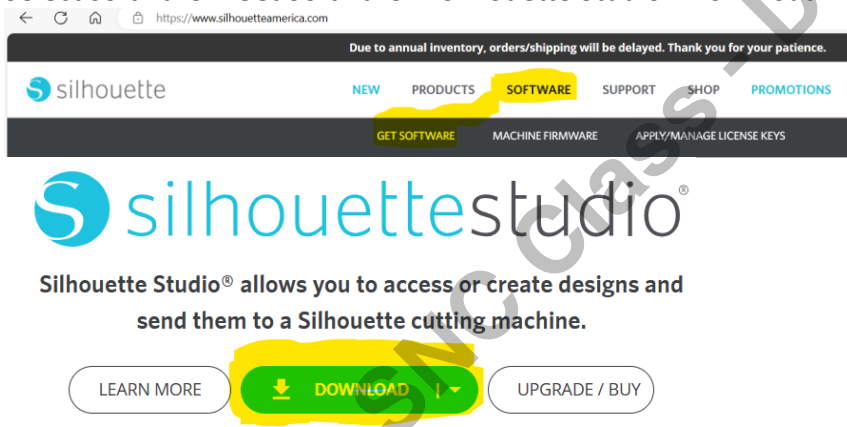 https://www.silhouetteamerica.com
Due to annual inventory, orders/shipping will be delayed. Thank you for your patience.
silhouette NEW PRODUCTS SOFTWARE SUPPORT SHOP PROMOTIONS
GET SOFTWARE MACHINE FIRMWARE APPLY/MANAGE LICENSE KEYS
silhouettestudio®
Silhouette Studio® allows you to access or create designs and
send them to a Silhouette cutting machine.
LEARN MORE DOWNLOAD UPGRADE / BUY
SNC Class - D